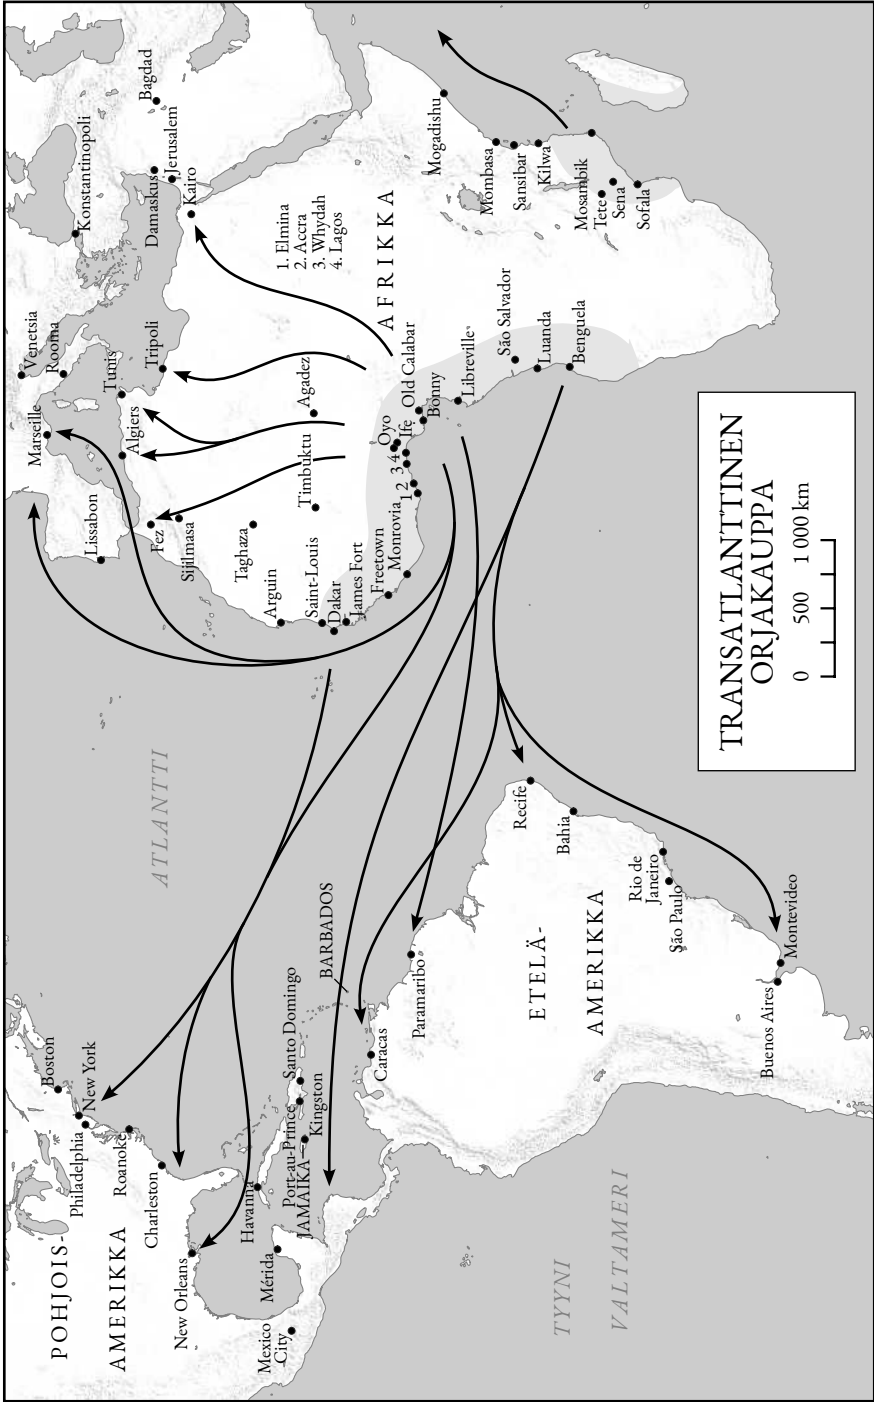 TRANSATLANTTINEN
ORJAKAUPPA
0 500 1 000 km
POHJOIS-
AMERIKKA
Boston
New York
Philadelphia
Roanoke
Charleston
New Orleans
Havanna
Mérida
Mexico
City
Port-au-Prince
Santo Domingo
JAMAIKA
Kingston
BARBADOS
ATLANTTI
TYYNI
VALTAMERI
ETELÄ-
AMERIKKA
Caracas
Paramaribo
Recife
Bahia
Rio de
Janeiro
São Paulo
Montevideo
Buenos Aires
Lissabon
Marseille
Venetsia
Rooma
Konstantinopoli
Bagdad
Damaskus
Jerusalem
Kairo
Tripoli
Tunis
Algiers
Fez
Sijilmasa
Taghaza
Arguin
Saint-Louis
Dakar
James Fort
Freetown
Monrovia
Timbuktu
Agadez
1 2 3 4
Oyo
Ife
Old Calabar
Bonny
Libreville
São Salvador
Luanda
Benguela
AFRIKKA
1. Elmina
2. Accra
3. Whydah
4. Lagos
Mogadishu
Mombasa
Sansibar
Kilwa
Mosambik
Tete
Sena
Sofala